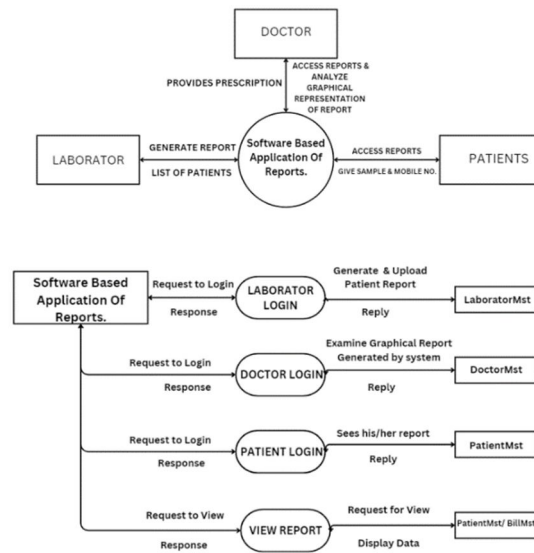 DOCTOR
PROVIDES PRESCRIPTION
ACCESS REPORTS &
ANALYZE
GRAPHICAL
REPRESENTATION
OF REPORT
LABORATOR
GENERATE REPORT
LIST OF PATIENTS
Software Based
Application Of
Reports.
ACCESS REPORTS
GIVE SAMPLE & MOBILE NO.
PATIENTS
Software Based
Application Of
Reports.
Request to Login
Response
LABORATOR
LOGIN
Generate & Upload
Patient Report
Reply
LaboratorMst
Request to Login
Response
DOCTOR LOGIN
Examine Graphical Report
Generated by system
Reply
DoctorMst
Request to Login
Response
PATIENT LOGIN
Sees his/her report
Reply
PatientMst
Request to View
Response
VIEW REPORT
Request for View
Display Data
PatientMst/ BillMst